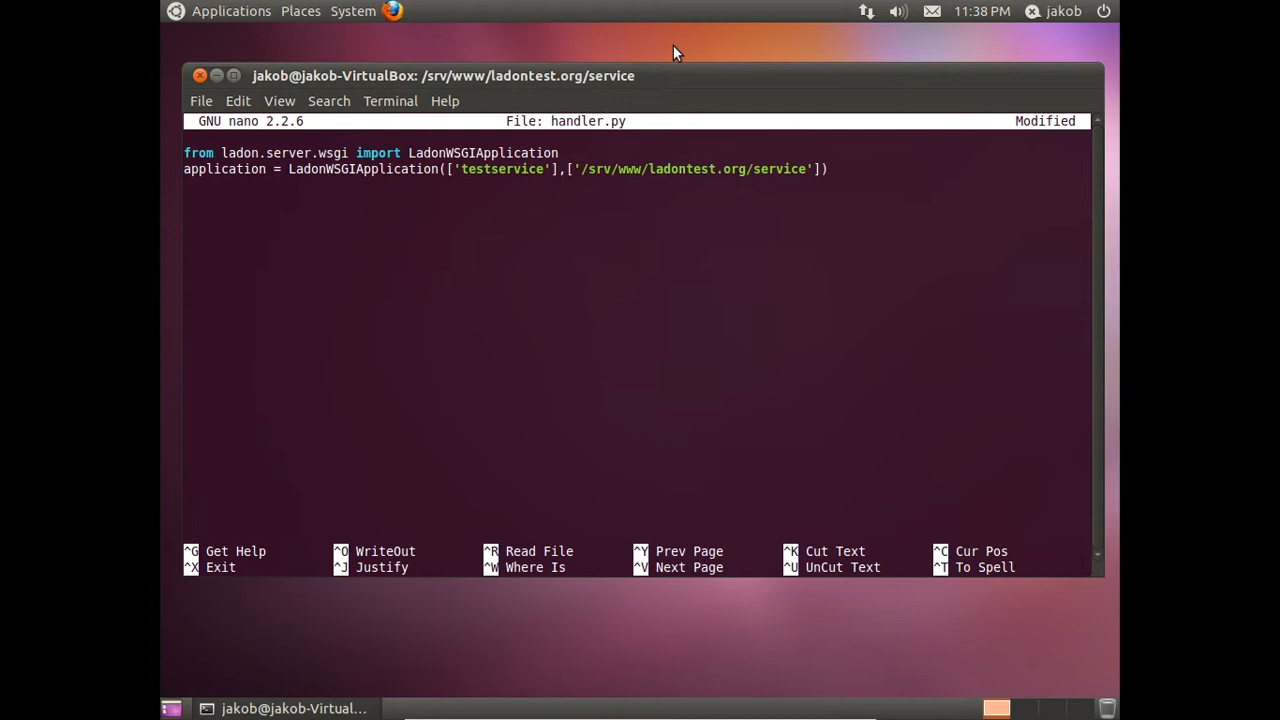 Applications Places System 11:38 PM jakob
jakob@jakob-VirtualBox: /srv/www/ladontest.org/service
File Edit View Search Terminal Help
GNU nano 2.2.6 File: handler.py Modified
from ladon.server.wsgi import LadonWSGIApplication
application = LadonWSGIApplication(['testservice'],['/srv/www/ladontest.org/service'])
^G Get Help ^O WriteOut ^R Read File ^Y Prev Page ^K Cut Text ^C Cur Pos
^X Exit ^J Justify ^W Where Is ^V Next Page ^U UnCut Text ^T To Spell
jakob@jakob-Virtual...